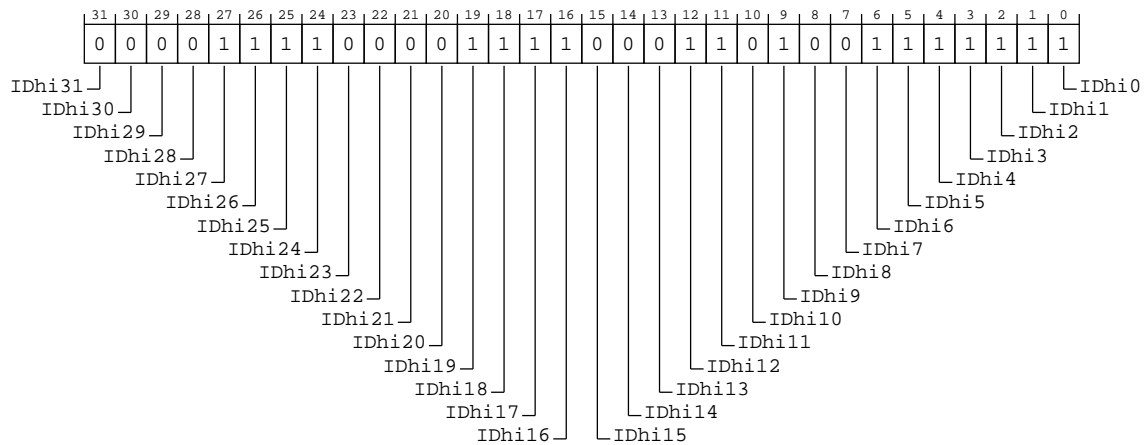 31 30 29 28 27 26 25 24 23 22 21 20 19 18 17 16 15 14 13 12 11 10 9 8 7 6 5 4 3 2 1 0
0 0 0 0 1 1 1 1 0 0 0 0 1 1 1 1 0 0 0 1 1 0 1 0 0 1 1 1 1 1 1 1
IDhi31 IDhi0
IDhi30 IDhi1
IDhi29 IDhi2
IDhi28 IDhi3
IDhi27 IDhi4
IDhi26 IDhi5
IDhi25 IDhi6
IDhi24 IDhi7
IDhi23 IDhi8
IDhi22 IDhi9
IDhi21 IDhi10
IDhi20 IDhi11
IDhi19 IDhi12
IDhi18 IDhi13
IDhi17 IDhi14
IDhi16 IDhi15